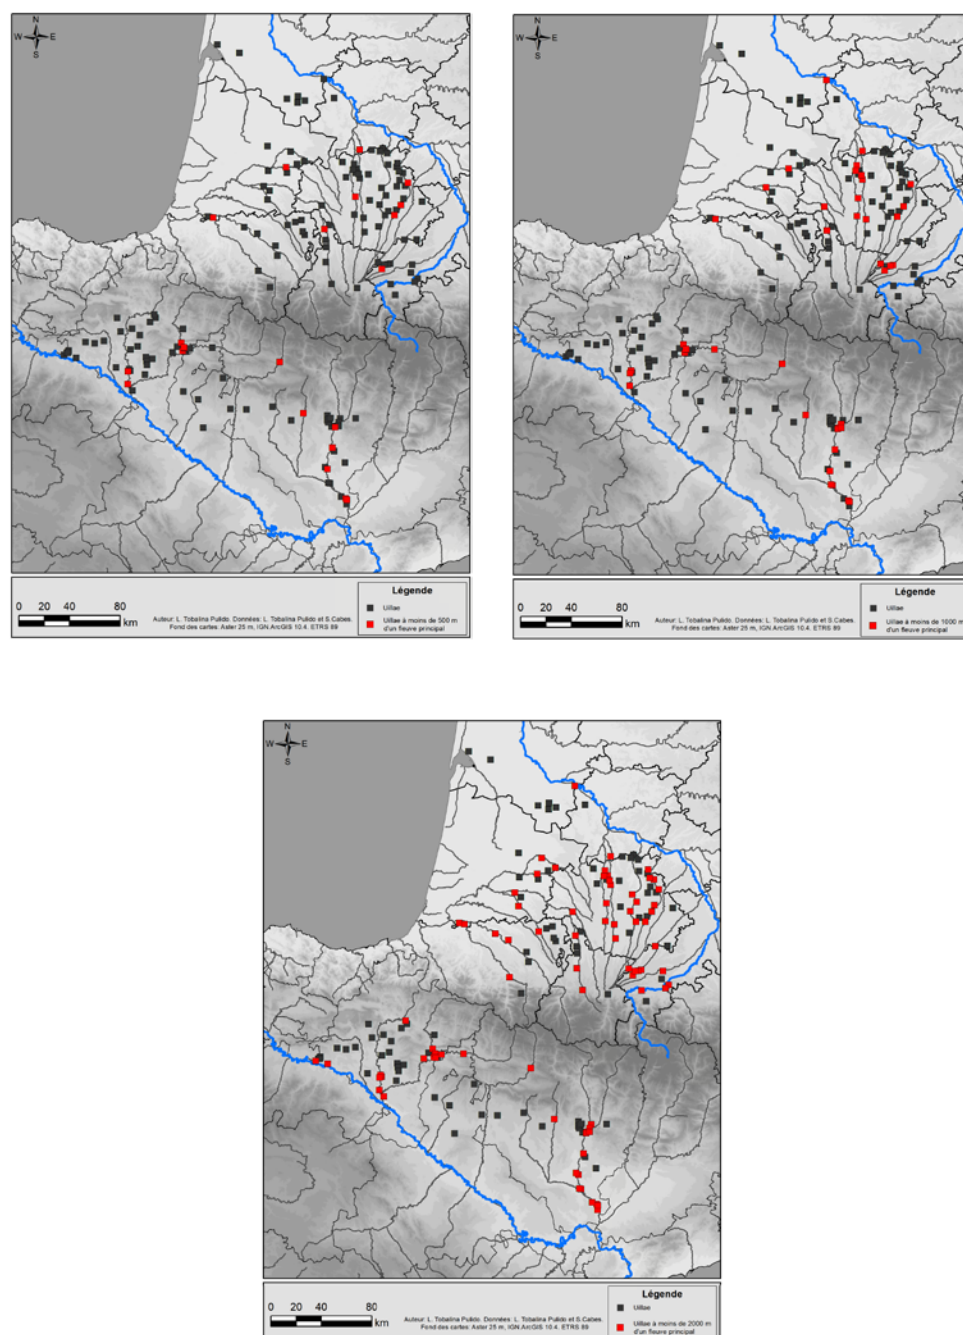 N
W E
S
0 20 40 80
km
Légende
Uillae
Uillae à moins de 500 m
d'un fleuve principal
Auteur: L. Tobalina Pulido. Données: L. Tobalina Pulido et S.Cabes.
Fond des cartes: Aster 25 m, IGN.ArcGIS 10.4. ETRS 89
N
W E
S
0 20 40 80
km
Légende
Uillae
Uillae à moins de 1000 m
d'un fleuve principal
Auteur: L. Tobalina Pulido. Données: L. Tobalina Pulido et S.Cabes.
Fond des cartes: Aster 25 m, IGN.ArcGIS 10.4. ETRS 89
N
W E
S
0 20 40 80
km
Légende
Uillae
Uillae à moins de 2000 m
d'un fleuve principal
Auteur: L. Tobalina Pulido. Données: L. Tobalina Pulido et S.Cabes.
Fond des cartes: Aster 25 m, IGN.ArcGIS 10.4. ETRS 89